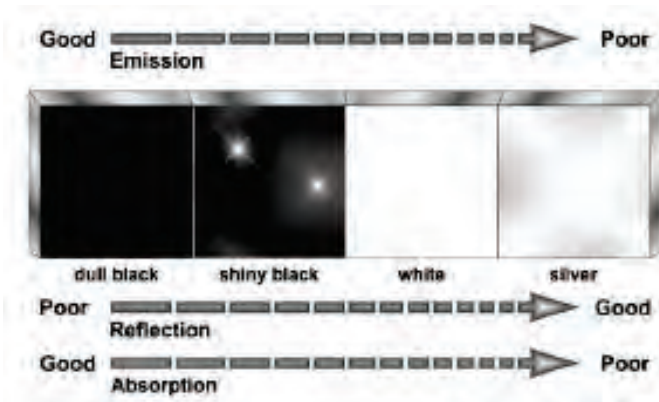 Good Poor
Emission
dull black shiny black white silver
Poor Good
Reflection
Good Poor
Absorption